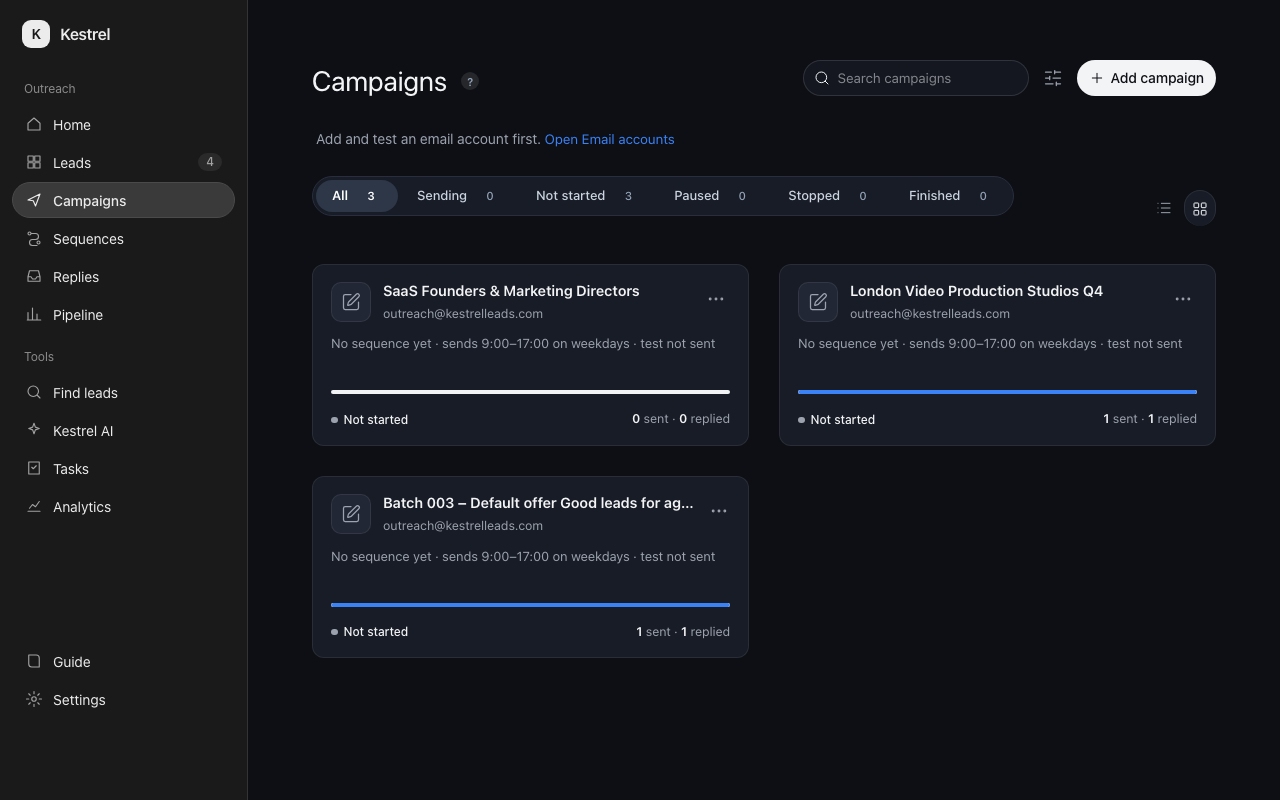 K Kestrel
Outreach
Home
Leads 4
Campaigns
Sequences
Replies
Pipeline
Tools
Find leads
Kestrel AI
Tasks
Analytics
Guide
Settings
Campaigns ?
Search campaigns
+ Add campaign
Add and test an email account first. Open Email accounts
All 3 Sending 0 Not started 3 Paused 0 Stopped 0 Finished 0
SaaS Founders & Marketing Directors
outreach@kestrelleads.com
No sequence yet · sends 9:00–17:00 on weekdays · test not sent
Not started 0 sent · 0 replied
London Video Production Studios Q4
outreach@kestrelleads.com
No sequence yet · sends 9:00–17:00 on weekdays · test not sent
Not started 1 sent · 1 replied
Batch 003 – Default offer Good leads for ag...
outreach@kestrelleads.com
No sequence yet · sends 9:00–17:00 on weekdays · test not sent
Not started 1 sent · 1 replied